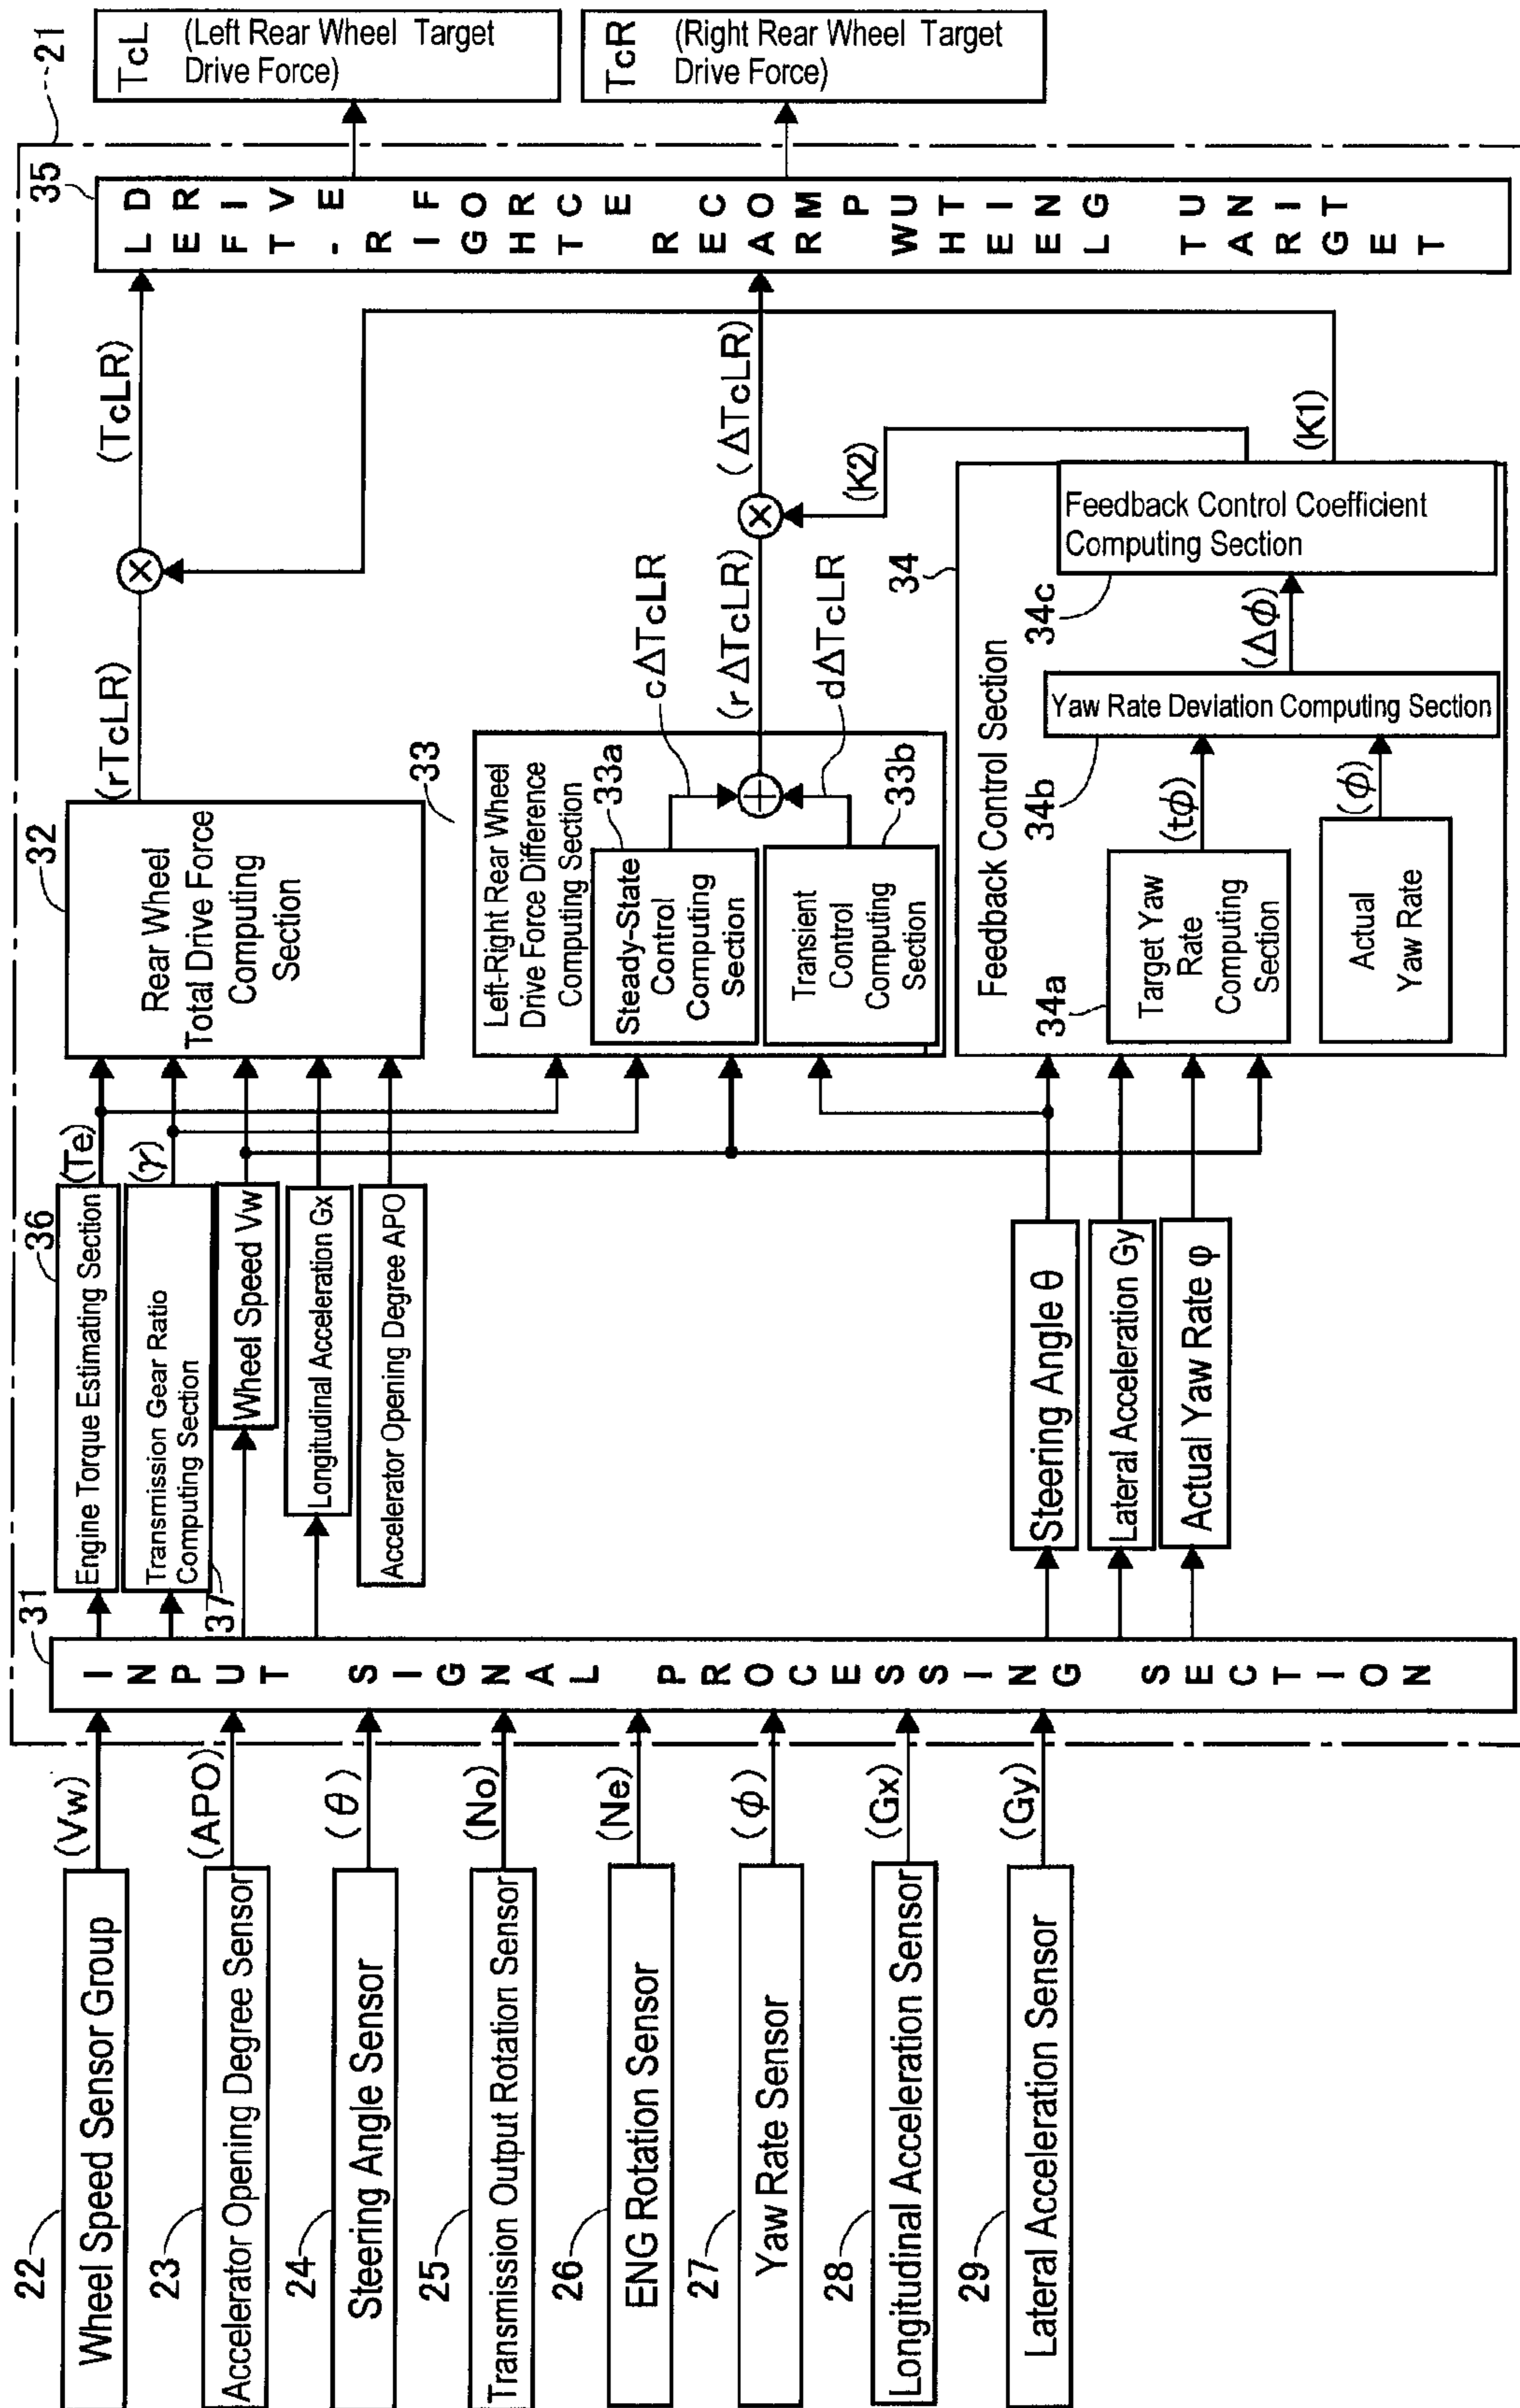 22
Wheel Speed Sensor Group
(Vw)
23
Accelerator Opening Degree Sensor
(APO)
24
Steering Angle Sensor
(θ)
25
Transmission Output Rotation Sensor
(No)
26
ENG Rotation Sensor
(Ne)
27
Yaw Rate Sensor
(ϕ)
28
Longitudinal Acceleration Sensor
(Gx)
29
Lateral Acceleration Sensor
(Gy)
31
INPUT SIGNAL PROCESSING SECTION
36
Engine Torque Estimating Section
(Te)
Transmission Gear Ratio
Computing Section
37
(γ)
Wheel Speed Vw
Longitudinal Acceleration Gx
Accelerator Opening Degree APO
Steering Angle θ
Lateral Acceleration Gy
Actual Yaw Rate φ
32
Rear Wheel
Total Drive Force
Computing
Section
(rTcLR)
(TcLR)
33
Left-Right Rear Wheel
Drive Force Difference
Computing Section
33a
Steady-State
Control
Computing
Section
Transient
Control
Computing
Section
33b
cΔTcLR
(rΔTcLR)
dΔTcLR
(ΔTcLR)
(K2)
34
Feedback Control Section
34a
Target Yaw
Rate
Computing
Section
(tϕ)
Actual
Yaw Rate
(ϕ)
34b
Yaw Rate Deviation Computing Section
(Δϕ)
34c
Feedback Control Coefficient
Computing Section
(K1)
35
LEFT-RIGHT REAR WHEEL TARGET
DRIVE FORCE COMPUTING UNIT
21
TcL (Left Rear Wheel Target
Drive Force)
TcR (Right Rear Wheel Target
Drive Force)